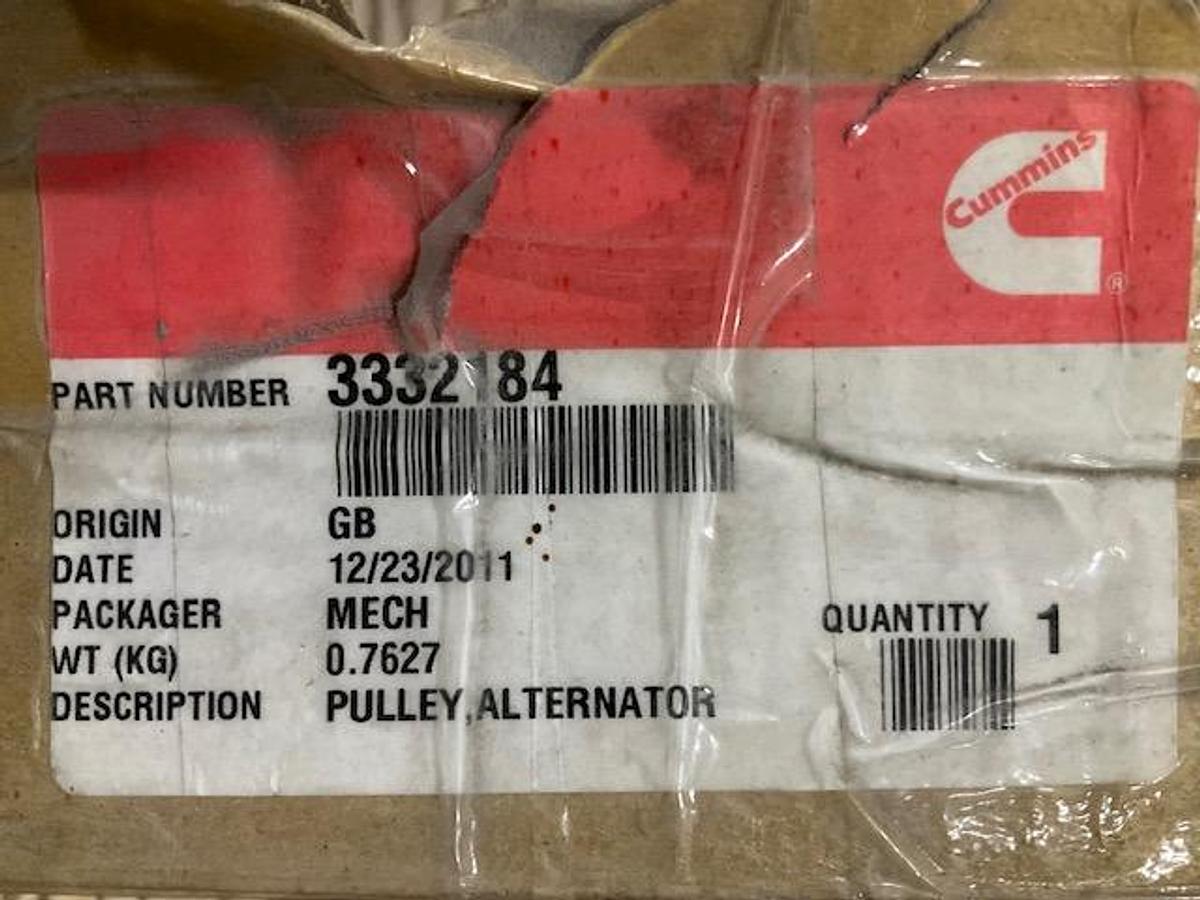 Cummins
®
PART NUMBER 3332184
ORIGIN GB
DATE 12/23/2011
PACKAGER MECH
QUANTITY 1
WT (KG) 0.7627
DESCRIPTION PULLEY,ALTERNATOR